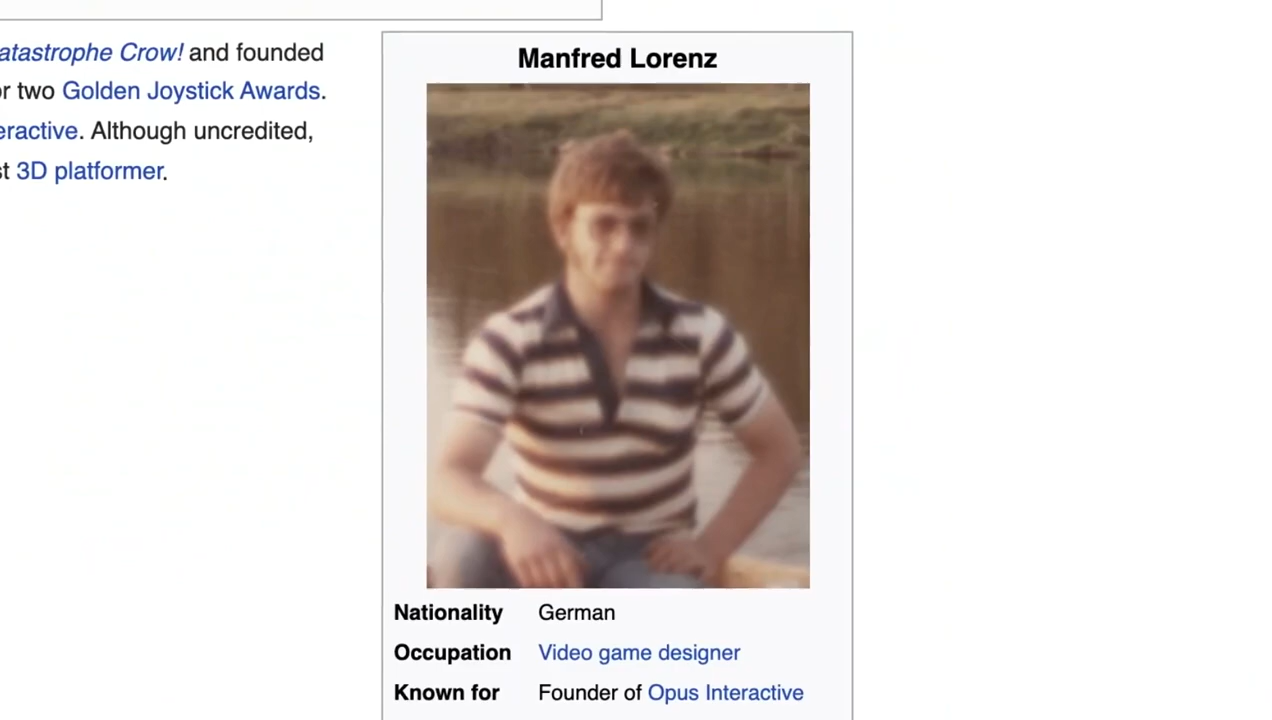 atastrophe Crow! and founded
or two Golden Joystick Awards.
eractive. Although uncredited,
st 3D platformer.
Manfred Lorenz
Nationality German
Occupation Video game designer
Known for Founder of Opus Interactive